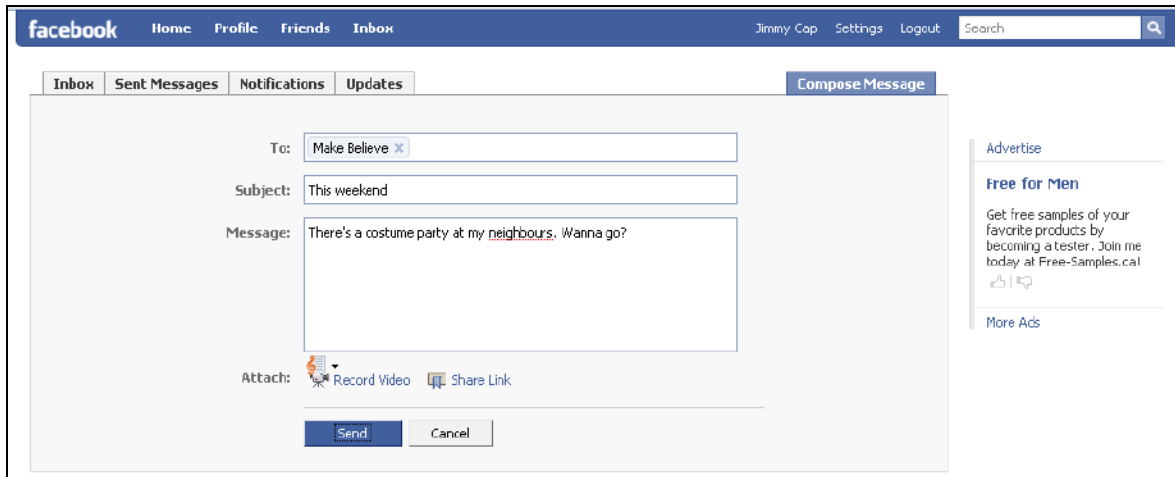 facebook Home Profile Friends Inbox Jimmy Cap Settings Logout Search
Inbox Sent Messages Notifications Updates Compose Message
To: Make Believe
Subject: This weekend
Message: There's a costume party at my neighbours. Wanna go?
Attach: Record Video Share Link
Send Cancel
Advertise
Free for Men
Get free samples of your
favorite products by
becoming a tester. Join me
today at Free-Samples.ca!
More Ads